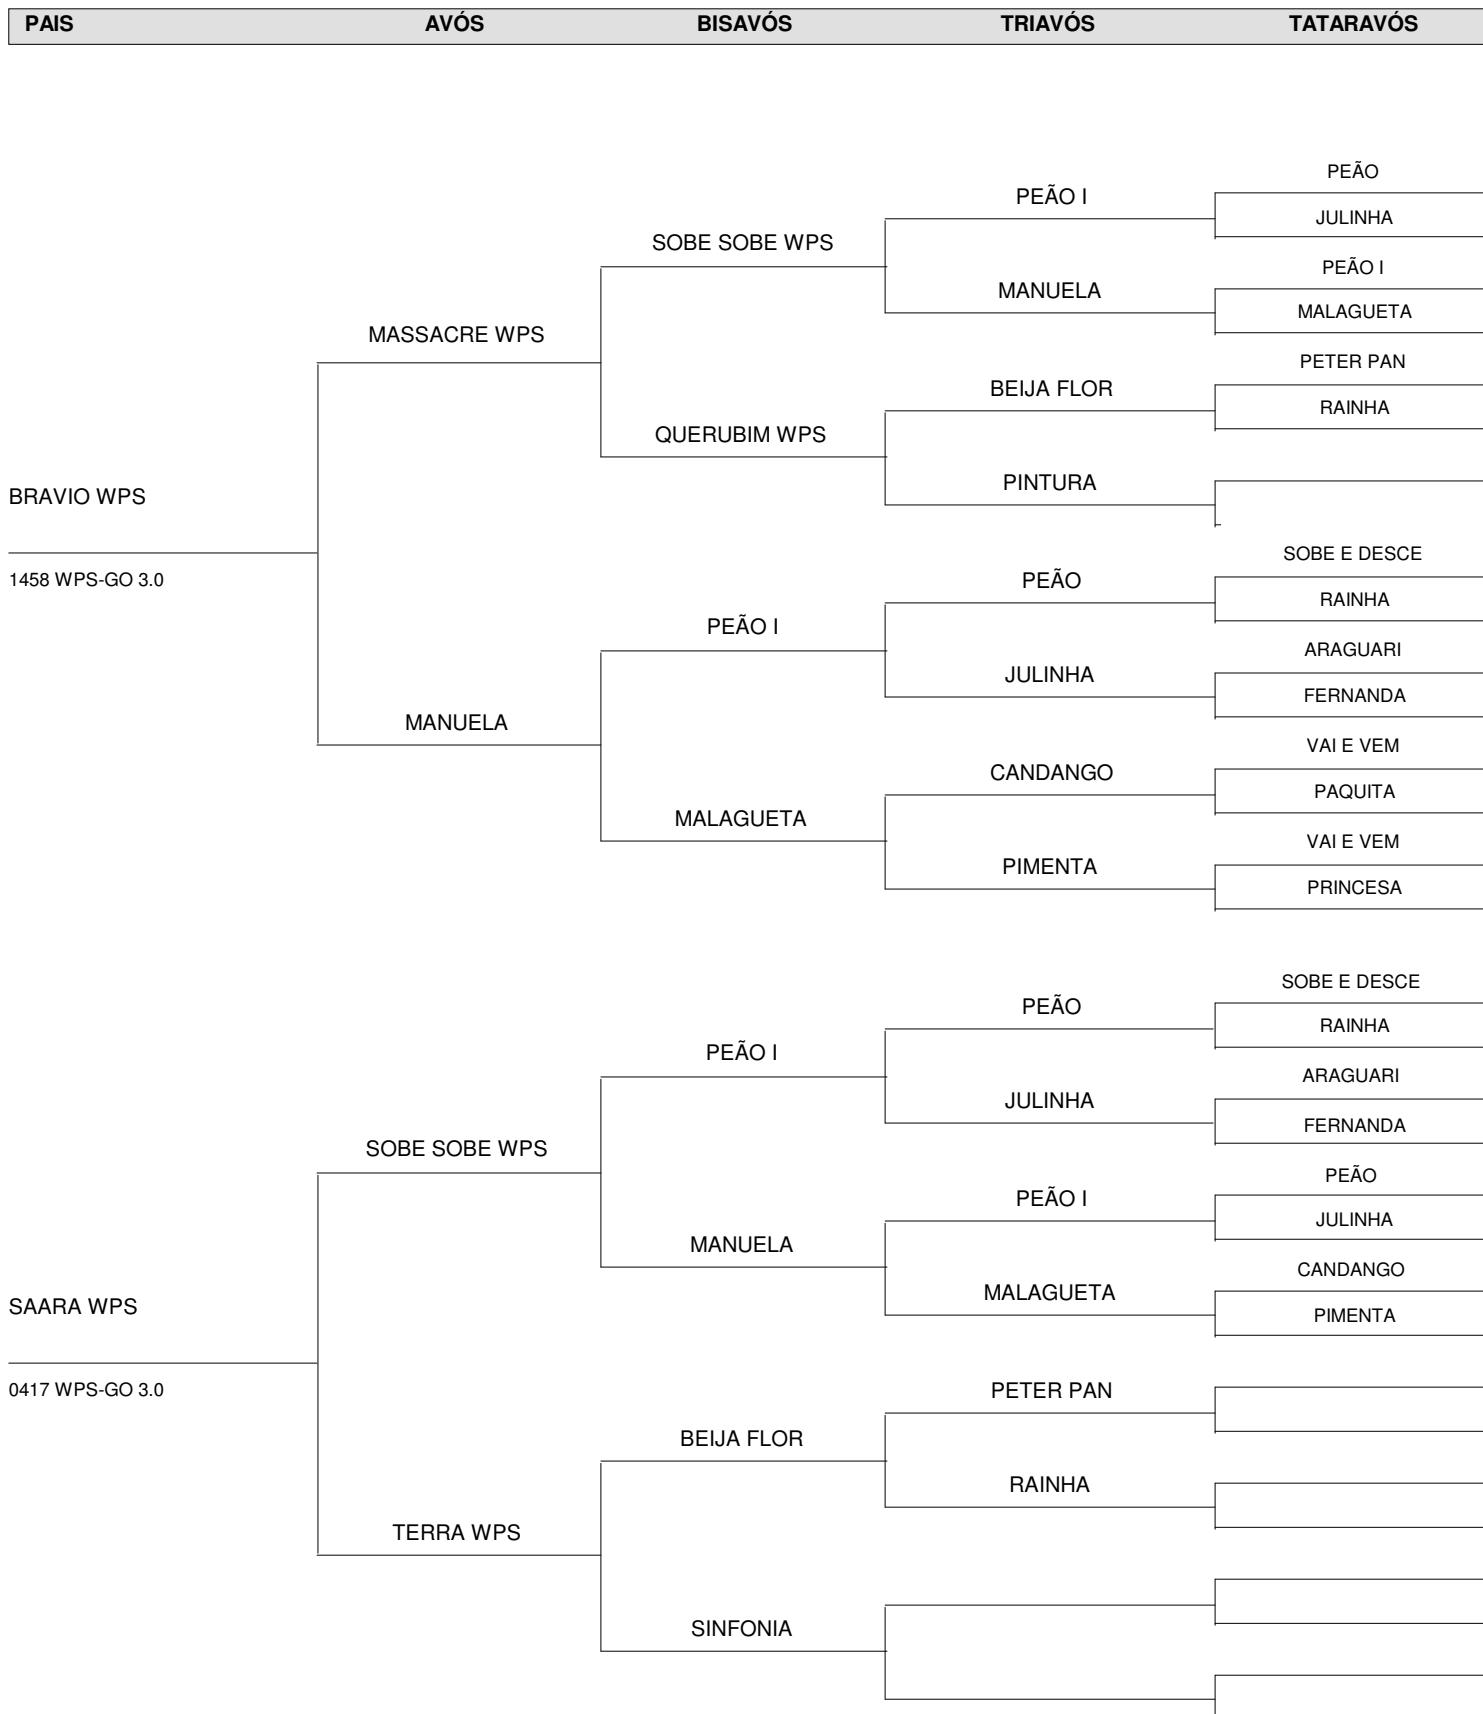 PAIS AVÓS BISAVÓS TRIAVÓS TATARAVÓS
PEÃO
PEÃO I
JULINHA
SOBE SOBE WPS
PEÃO I
MANUELA
MALAGUETA
MASSACRE WPS
PETER PAN
BEIJA FLOR
RAINHA
QUERUBIM WPS
PINTURA
BRAVIO WPS
SOBE E DESCE
1458 WPS-GO 3.0
PEÃO
RAINHA
PEÃO I
ARAGUARI
JULINHA
FERNANDA
MANUELA
VAI E VEM
CANDANGO
PAQUITA
MALAGUETA
VAI E VEM
PIMENTA
PRINCESA
SOBE E DESCE
PEÃO
RAINHA
PEÃO I
ARAGUARI
JULINHA
FERNANDA
SOBE SOBE WPS
PEÃO
PEÃO I
JULINHA
MANUELA
CANDANGO
MALAGUETA
SAARA WPS
PIMENTA
0417 WPS-GO 3.0
PETER PAN
BEIJA FLOR
RAINHA
TERRA WPS
SINFONIA